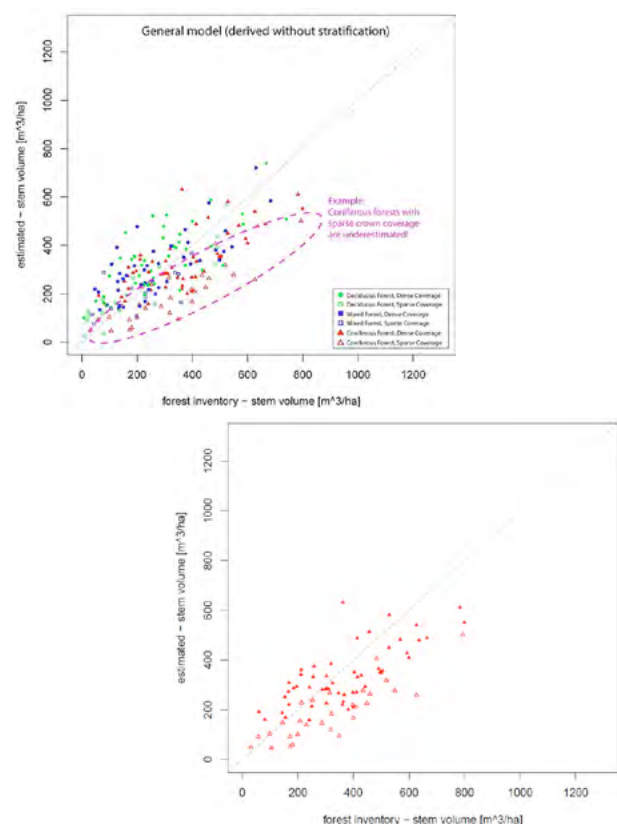 General model (derived without stratification)
1200
1000
800
600
400
200
0
estimated − stem volume [m^3/ha]
Example:
Coniferous forests with
Sparse crown coverage
are underestimated!
Deciduous Forest, Dense Coverage
Deciduous Forest, Sparse Coverage
Mixed Forest, Dense Coverage
Mixed Forest, Sparse Coverage
Coniferous Forest, Dense Coverage
Coniferous Forest, Sparse Coverage
0 200 400 600 800 1000 1200
forest inventory − stem volume [m^3/ha]
1200
1000
800
600
400
200
0
estimated − stem volume [m^3/ha]
0 200 400 600 800 1000 1200
forest inventory − stem volume [m^3/ha]